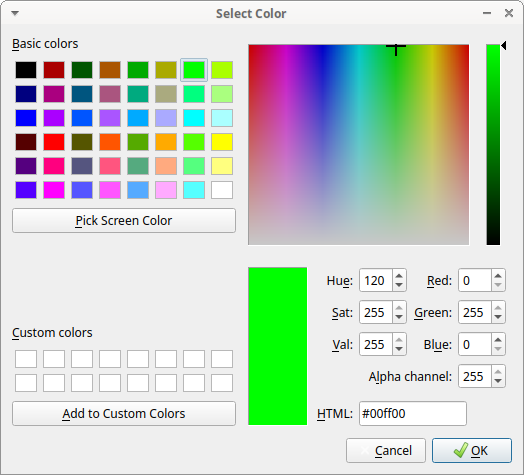 Select Color
Basic colors
Pick Screen Color
Hue: 120
Red: 0
Sat: 255
Green: 255
Val: 255
Blue: 0
Custom colors
Alpha channel: 255
Add to Custom Colors
HTML: #00ff00
Cancel
OK